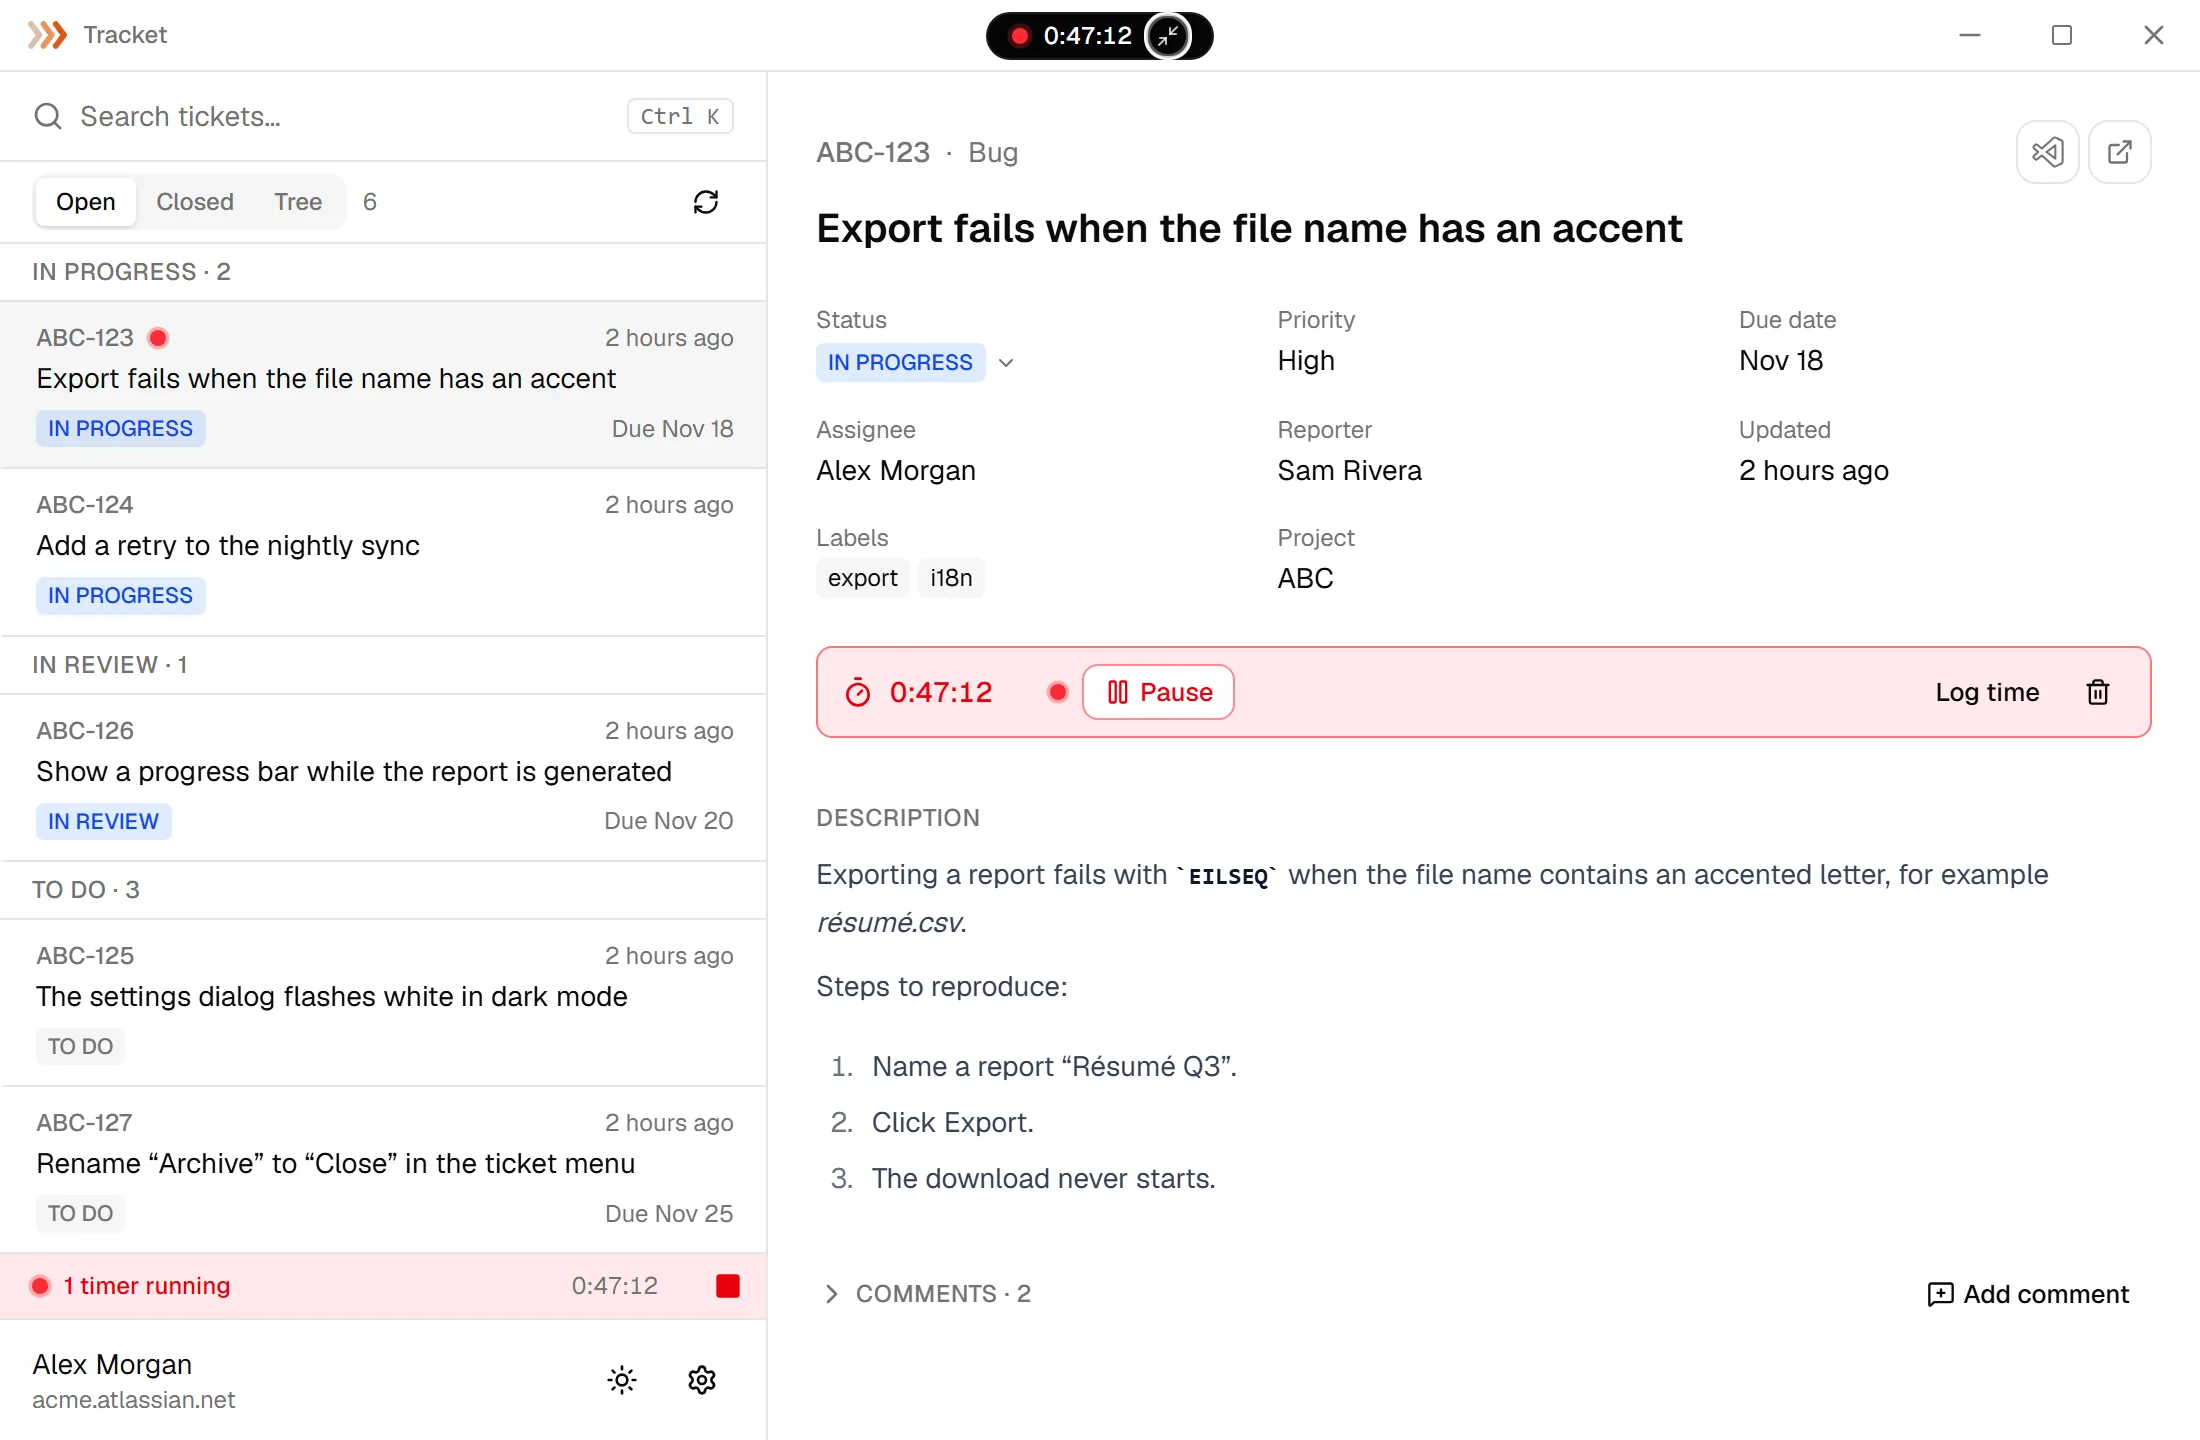 Tracket
0:47:12
Search tickets...
Ctrl K
Open Closed Tree 6
IN PROGRESS · 2
ABC-123 2 hours ago
Export fails when the file name has an accent
IN PROGRESS Due Nov 18
ABC-124 2 hours ago
Add a retry to the nightly sync
IN PROGRESS
IN REVIEW · 1
ABC-126 2 hours ago
Show a progress bar while the report is generated
IN REVIEW Due Nov 20
TO DO · 3
ABC-125 2 hours ago
The settings dialog flashes white in dark mode
TO DO
ABC-127 2 hours ago
Rename “Archive” to “Close” in the ticket menu
TO DO Due Nov 25
1 timer running 0:47:12
Alex Morgan
acme.atlassian.net
ABC-123 · Bug
Export fails when the file name has an accent
Status Priority Due date
IN PROGRESS High Nov 18
Assignee Reporter Updated
Alex Morgan Sam Rivera 2 hours ago
Labels Project
export i18n ABC
0:47:12 Pause Log time
DESCRIPTION
Exporting a report fails with `EILSEQ` when the file name contains an accented letter, for example
résumé.csv.
Steps to reproduce:
1. Name a report “Résumé Q3”.
2. Click Export.
3. The download never starts.
COMMENTS · 2 Add comment